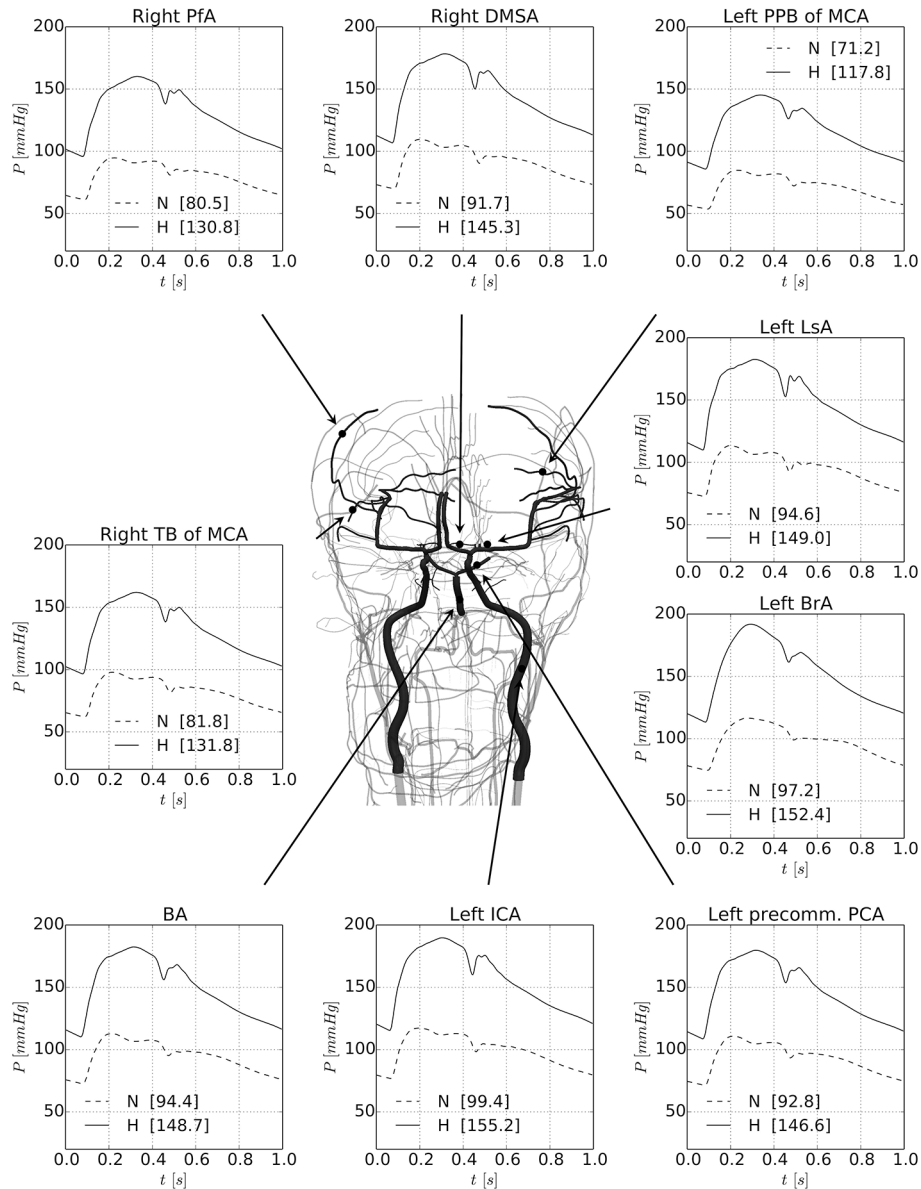 Right PfA
200
150
100
50
P [mmHg]
N [80.5]
H [130.8]
0.0 0.2 0.4 0.6 0.8 1.0
t [s]
Right DMSA
200
150
100
50
P [mmHg]
N [91.7]
H [145.3]
0.0 0.2 0.4 0.6 0.8 1.0
t [s]
Left PPB of MCA
200
150
100
50
P [mmHg]
N [71.2]
H [117.8]
0.0 0.2 0.4 0.6 0.8 1.0
t [s]
Left LsA
200
150
100
50
P [mmHg]
N [94.6]
H [149.0]
0.0 0.2 0.4 0.6 0.8 1.0
t [s]
Right TB of MCA
200
150
100
50
P [mmHg]
N [81.8]
H [131.8]
0.0 0.2 0.4 0.6 0.8 1.0
t [s]
Left BrA
200
150
100
50
P [mmHg]
N [97.2]
H [152.4]
0.0 0.2 0.4 0.6 0.8 1.0
t [s]
BA
200
150
100
50
P [mmHg]
N [94.4]
H [148.7]
0.0 0.2 0.4 0.6 0.8 1.0
t [s]
Left ICA
200
150
100
50
P [mmHg]
N [99.4]
H [155.2]
0.0 0.2 0.4 0.6 0.8 1.0
t [s]
Left precomm. PCA
200
150
100
50
P [mmHg]
N [92.8]
H [146.6]
0.0 0.2 0.4 0.6 0.8 1.0
t [s]